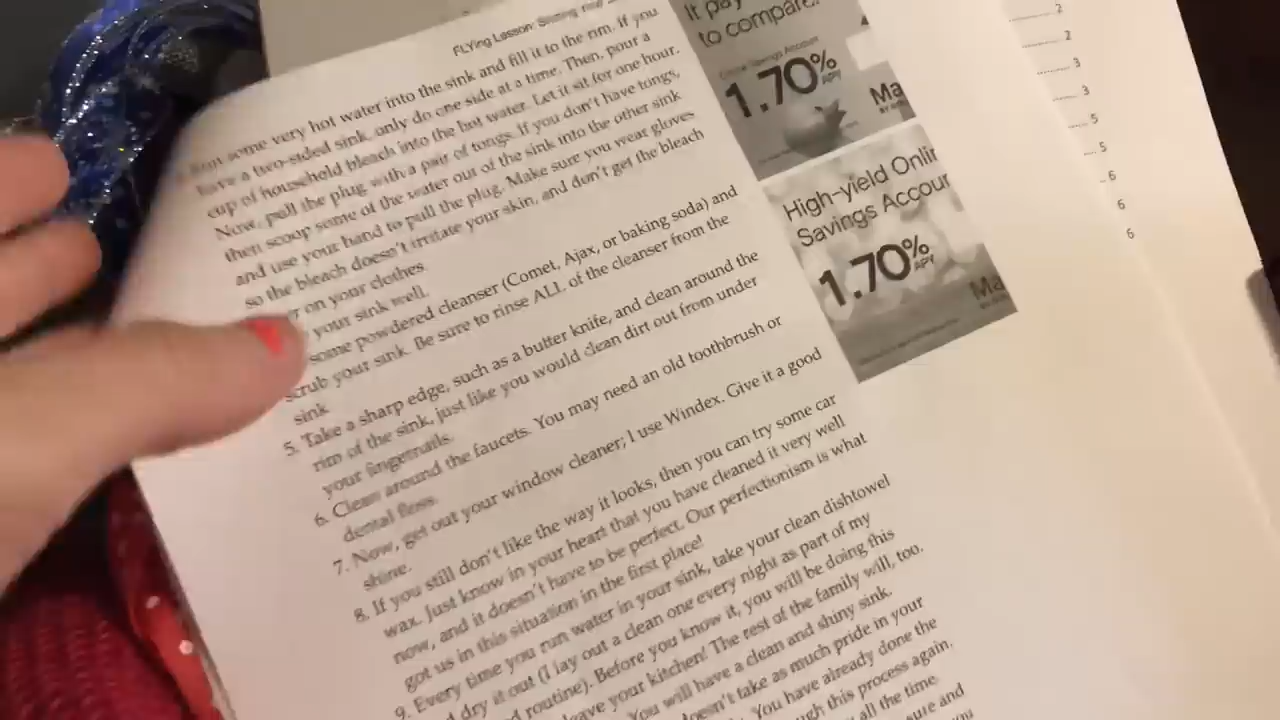 FLYing Lesson: Shining Your
Run some very hot water into the sink and fill it to the rim. If you
have a two-sided sink, only do one side at a time. Then, pour a
cup of household bleach into the hot water. Let it sit for one hour.
Now, pull the plug with a pair of tongs. If you don't have tongs,
then scoop some of the water out of the sink into the other sink
and use your hand to pull the plug. Make sure you wear gloves
so the bleach doesn't irritate your skin, and don't get the bleach
on your clothes.
your sink well.
some powdered cleanser (Comet, Ajax, or baking soda) and
scrub your sink. Be sure to rinse ALL of the cleanser from the
sink.
5. Take a sharp edge, such as a butter knife, and clean around the
rim of the sink, just like you would clean dirt out from under
your fingernails.
6. Clean around the faucets. You may need an old toothbrush or
dental floss.
7. Now, get out your window cleaner; I use Windex. Give it a good
shine.
8. If you still don't like the way it looks, then you can try some car
wax. Just know in your heart that you have cleaned it very well
now, and it doesn't have to be perfect. Our perfectionism is what
got us in this situation in the first place!
9. Every time you run water in your sink, take your clean dishtowel
dry it out (I lay out a clean one every night as part of my
routine). Before you know it, you will be doing this
leave your kitchen! The rest of the family will, too.
You will have a clean and shiny sink.
doesn't take as much pride in your
You have already done the
this process again.
all the time.
sure and
you
It pay
to compare.
Online Savings Account
1.70% APY
Ma
High-yield Onlin
Savings Accoun
1.70% APY
Ma
2
2
3
3
5
5
6
6
6